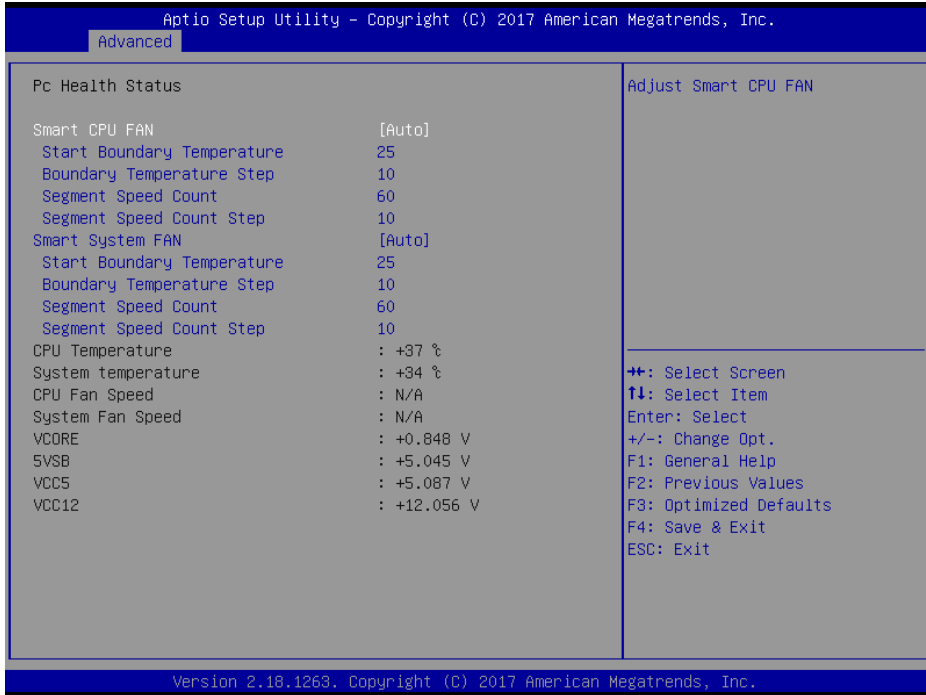 Aptio Setup Utility – Copyright (C) 2017 American Megatrends, Inc.
Advanced
Pc Health Status
Smart CPU FAN [Auto]
Start Boundary Temperature 25
Boundary Temperature Step 10
Segment Speed Count 60
Segment Speed Count Step 10
Smart System FAN [Auto]
Start Boundary Temperature 25
Boundary Temperature Step 10
Segment Speed Count 60
Segment Speed Count Step 10
CPU Temperature : +37 ℃
System temperature : +34 ℃
CPU Fan Speed : N/A
System Fan Speed : N/A
VCORE : +0.848 V
5VSB : +5.045 V
VCC5 : +5.087 V
VCC12 : +12.056 V
Adjust Smart CPU FAN
→←: Select Screen
↑↓: Select Item
Enter: Select
+/-: Change Opt.
F1: General Help
F2: Previous Values
F3: Optimized Defaults
F4: Save & Exit
ESC: Exit
Version 2.18.1263. Copyright (C) 2017 American Megatrends, Inc.